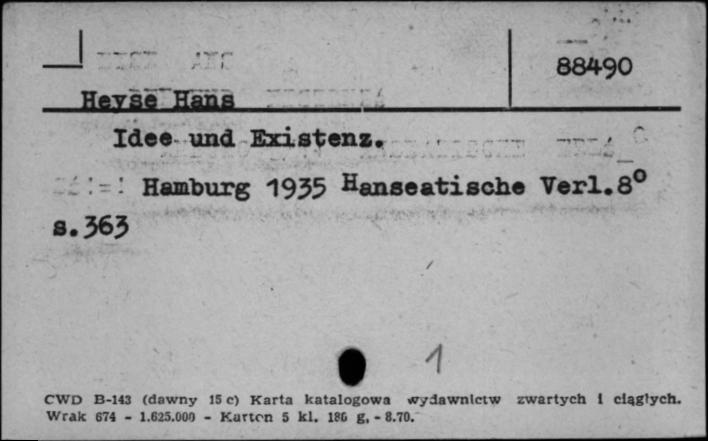 88490
Heyse Hans
Idee und Existenz.
Hamburg 1935 Hanseatische Verl.8°
s.363
1
CWD B-143 (dawny 15 c) Karta katalogowa wydawnictw zwartych i ciągłych.
Wrak 674 - 1.625.000 - Karton 5 kl. 180 g. - 8.70.